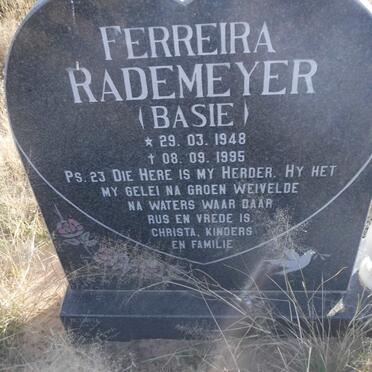 FERREIRA
RADEMEYER
(BASIE)
* 29. 03. 1948
† 08. 09. 1995
PS. 23 DIE HERE IS MY HERDER. HY HET
MY GELEI NA GROEN WEIVELDE
NA WATERS WAAR DAAR
RUS EN VREDE IS.
CHRISTA, KINDERS
EN FAMILIE